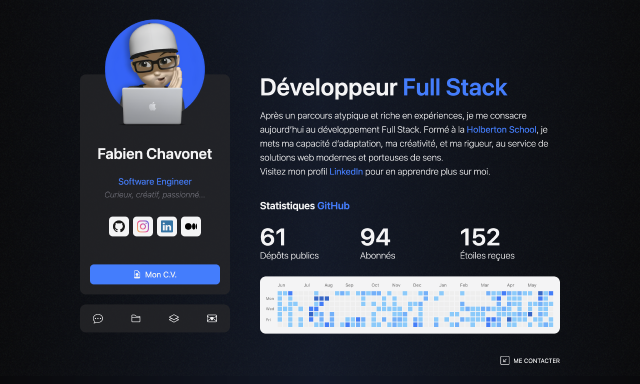 Fabien Chavonet
Software Engineer
Curieux, créatif, passionné...
Mon C.V.
Développeur Full Stack
Après un parcours atypique et riche en expériences, je me consacre
aujourd'hui au développement Full Stack. Formé à la Holberton School, je
mets ma capacité d'adaptation, ma créativité, et ma rigueur, au service de
solutions web modernes et porteuses de sens.
Visitez mon profil LinkedIn pour en apprendre plus sur moi.
Statistiques GitHub
61 94 152
Dépôts publics Abonnés Étoiles reçues
Jun Jul Aug Sep Oct Nov Dec Jan Feb Mar Apr May
Mon
Wed
Fri
ME CONTACTER